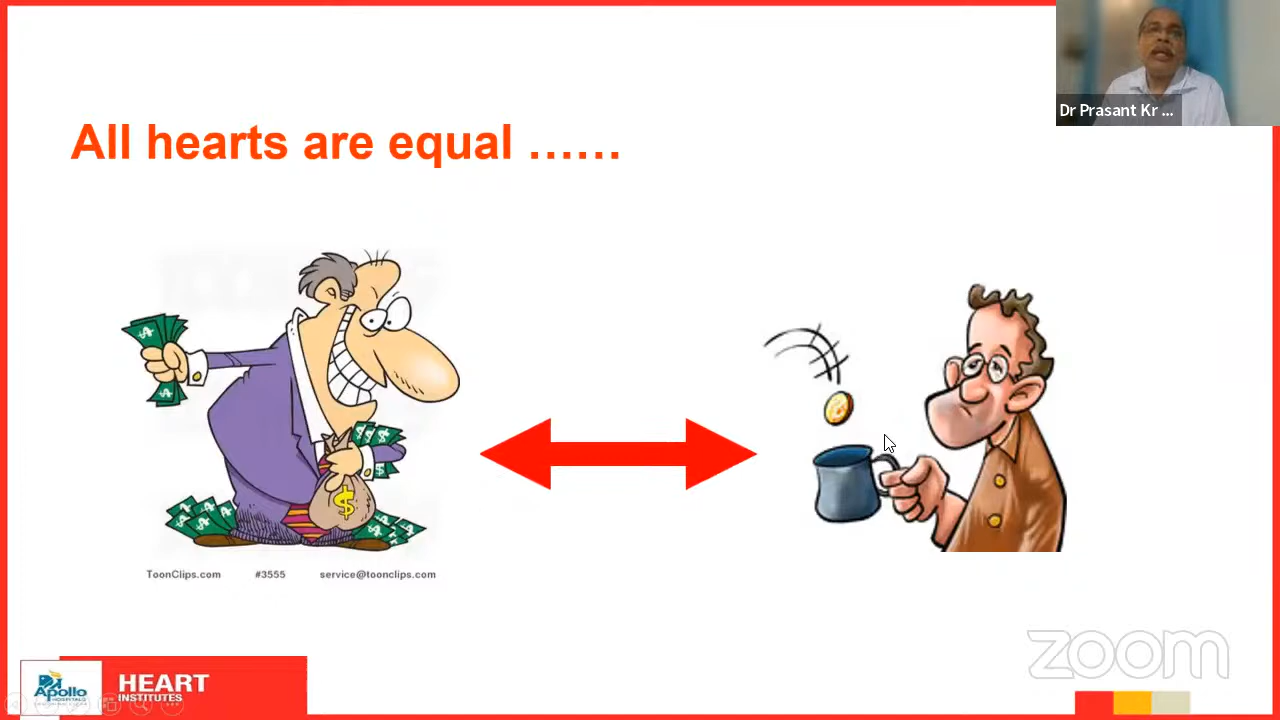 Dr Prasant Kr ...
All hearts are equal ……
$
$
ToonClips.com #3555 service@toonclips.com
Apollo
HOSPITALS
HEART
INSTITUTES
zoom